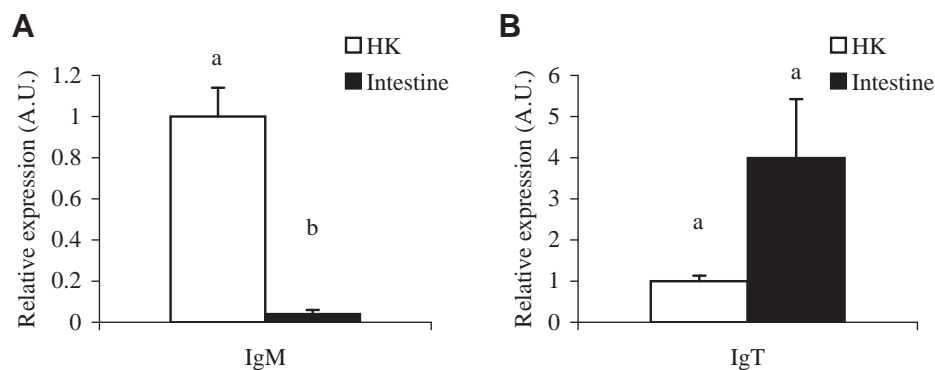 A
HK
Intestine
a
b
Relative expression (A.U.)
1.2
1
0.8
0.6
0.4
0.2
0
IgM
B
HK
Intestine
a
a
Relative expression (A.U.)
6
5
4
3
2
1
0
IgT